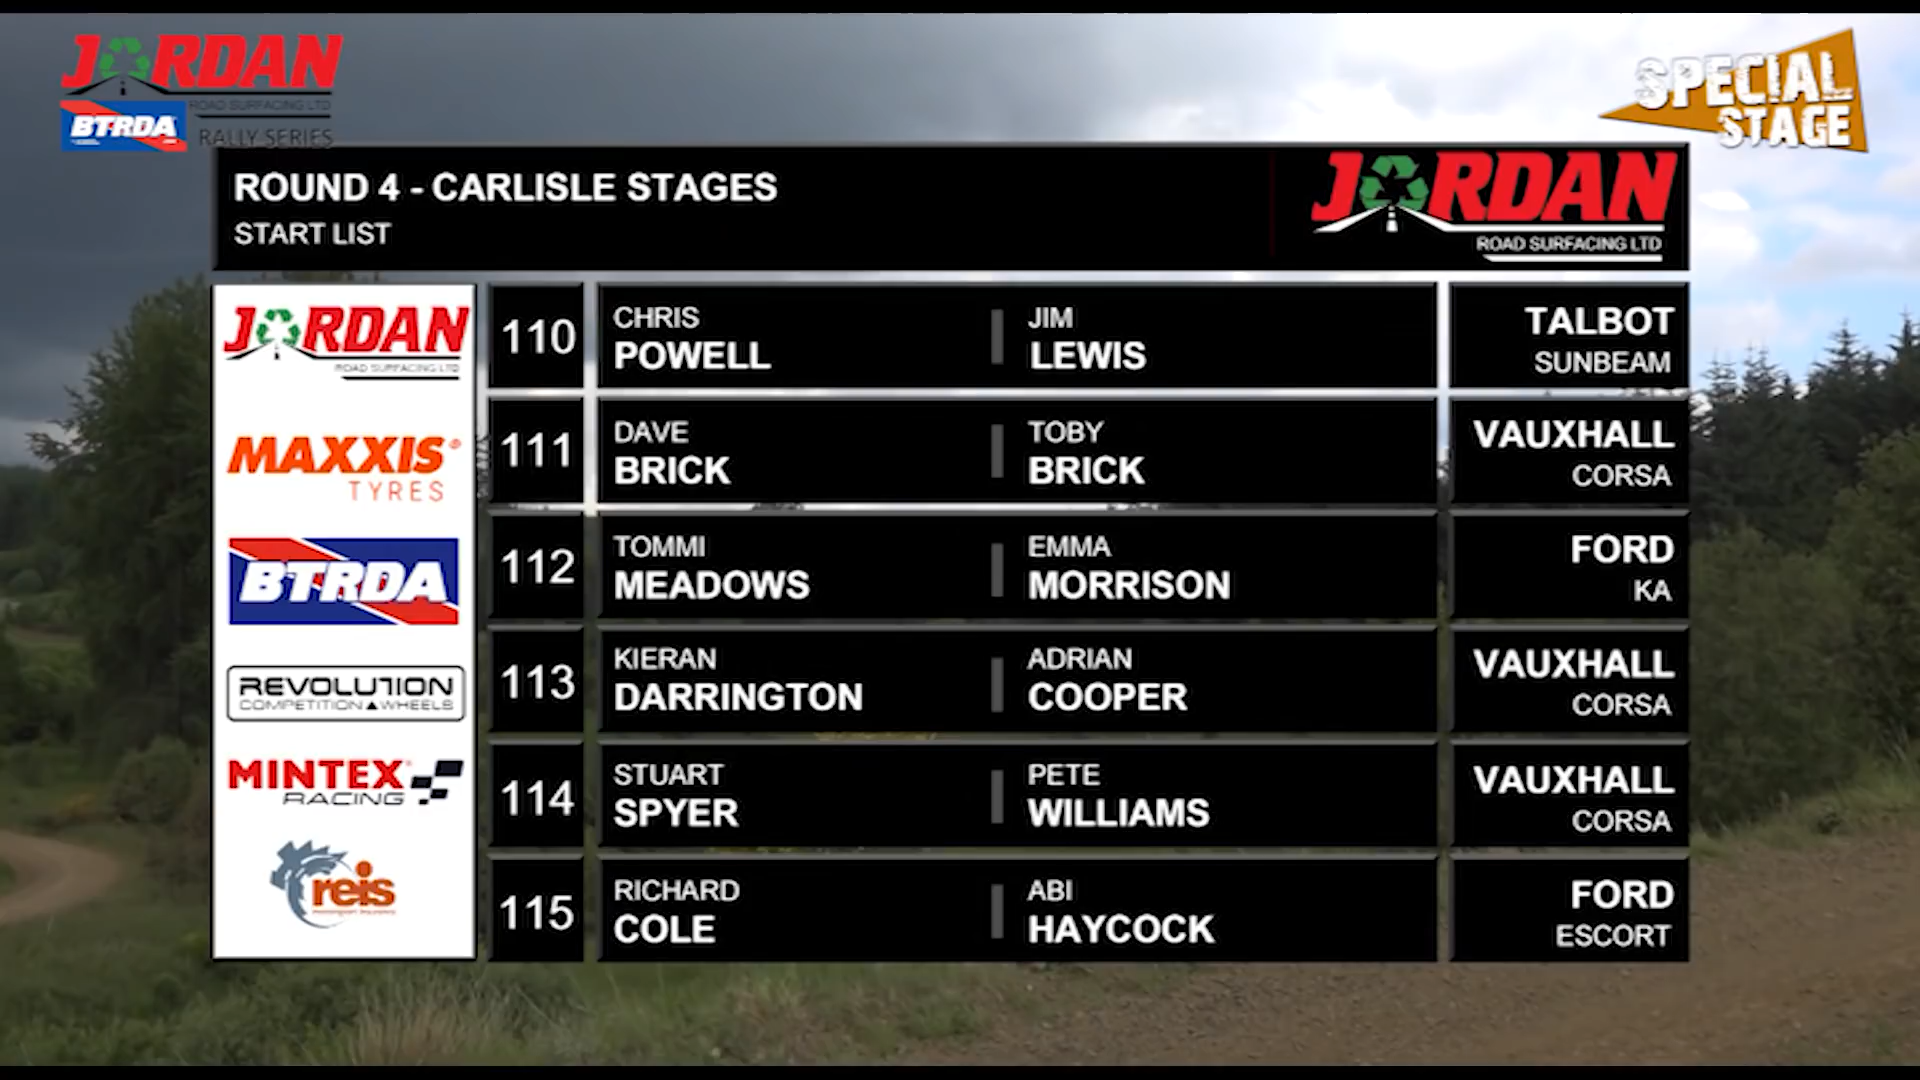 JORDAN
ROAD SURFACING LTD
BTRDA
RALLY SERIES
SPECIAL
STAGE
ROUND 4 - CARLISLE STAGES
START LIST
JORDAN
ROAD SURFACING LTD
JORDAN
ROAD SURFACING LTD
MAXXIS®
TYRES
BTRDA
REVOLUTION
COMPETITION WHEELS
MINTEX
RACING
reis
110
CHRIS
POWELL
JIM
LEWIS
TALBOT
SUNBEAM
111
DAVE
BRICK
TOBY
BRICK
VAUXHALL
CORSA
112
TOMMI
MEADOWS
EMMA
MORRISON
FORD
KA
113
KIERAN
DARRINGTON
ADRIAN
COOPER
VAUXHALL
CORSA
114
STUART
SPYER
PETE
WILLIAMS
VAUXHALL
CORSA
115
RICHARD
COLE
ABI
HAYCOCK
FORD
ESCORT